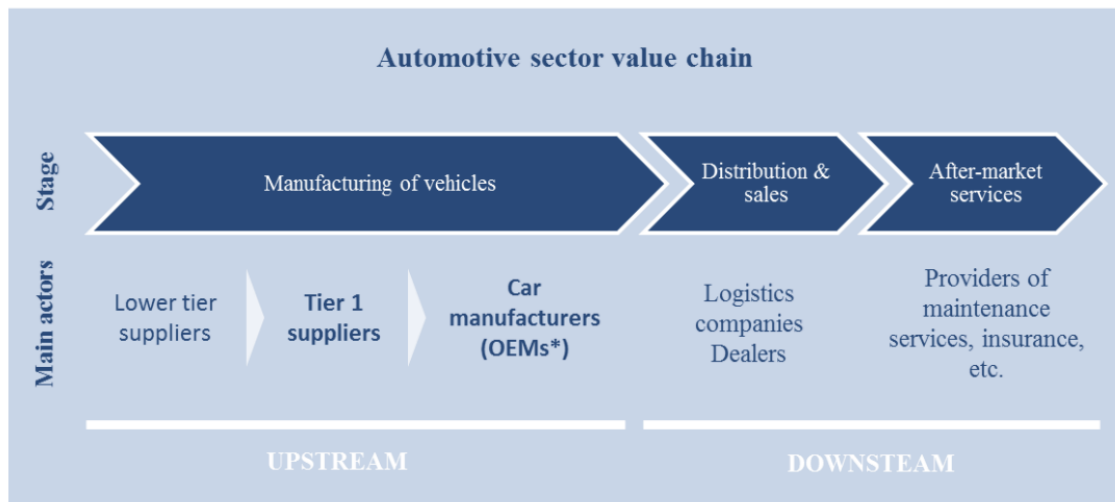 Automotive sector value chain
Stage
Manufacturing of vehicles
Distribution &
sales
After-market
services
Main actors
Lower tier
suppliers
Tier 1
suppliers
Car
manufacturers
(OEMs*)
Logistics
companies
Dealers
Providers of
maintenance
services, insurance,
etc.
UPSTREAM
DOWNSTEAM